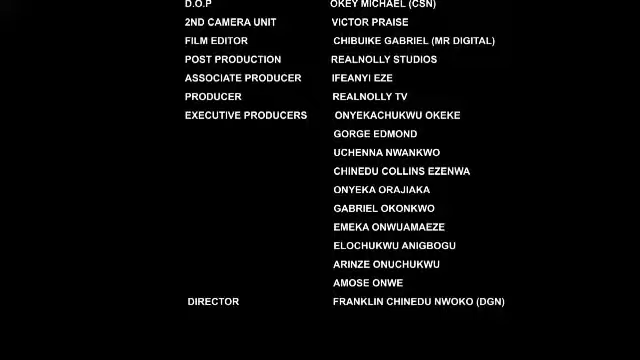 D.O.P OKEY MICHAEL (CSN)
2ND CAMERA UNIT VICTOR PRAISE
FILM EDITOR CHIBUIKE GABRIEL (MR DIGITAL)
POST PRODUCTION REALNOLLY STUDIOS
ASSOCIATE PRODUCER IFEANYI EZE
PRODUCER REALNOLLY TV
EXECUTIVE PRODUCERS ONYEKACHUKWU OKEKE
GORGE EDMOND
UCHENNA NWANKWO
CHINEDU COLLINS EZENWA
ONYEKA ORAJIAKA
GABRIEL OKONKWO
EMEKA ONWUAMAEZE
ELOCHUKWU ANIGBOGU
ARINZE ONUCHUKWU
AMOSE ONWE
DIRECTOR FRANKLIN CHINEDU NWOKO (DGN)